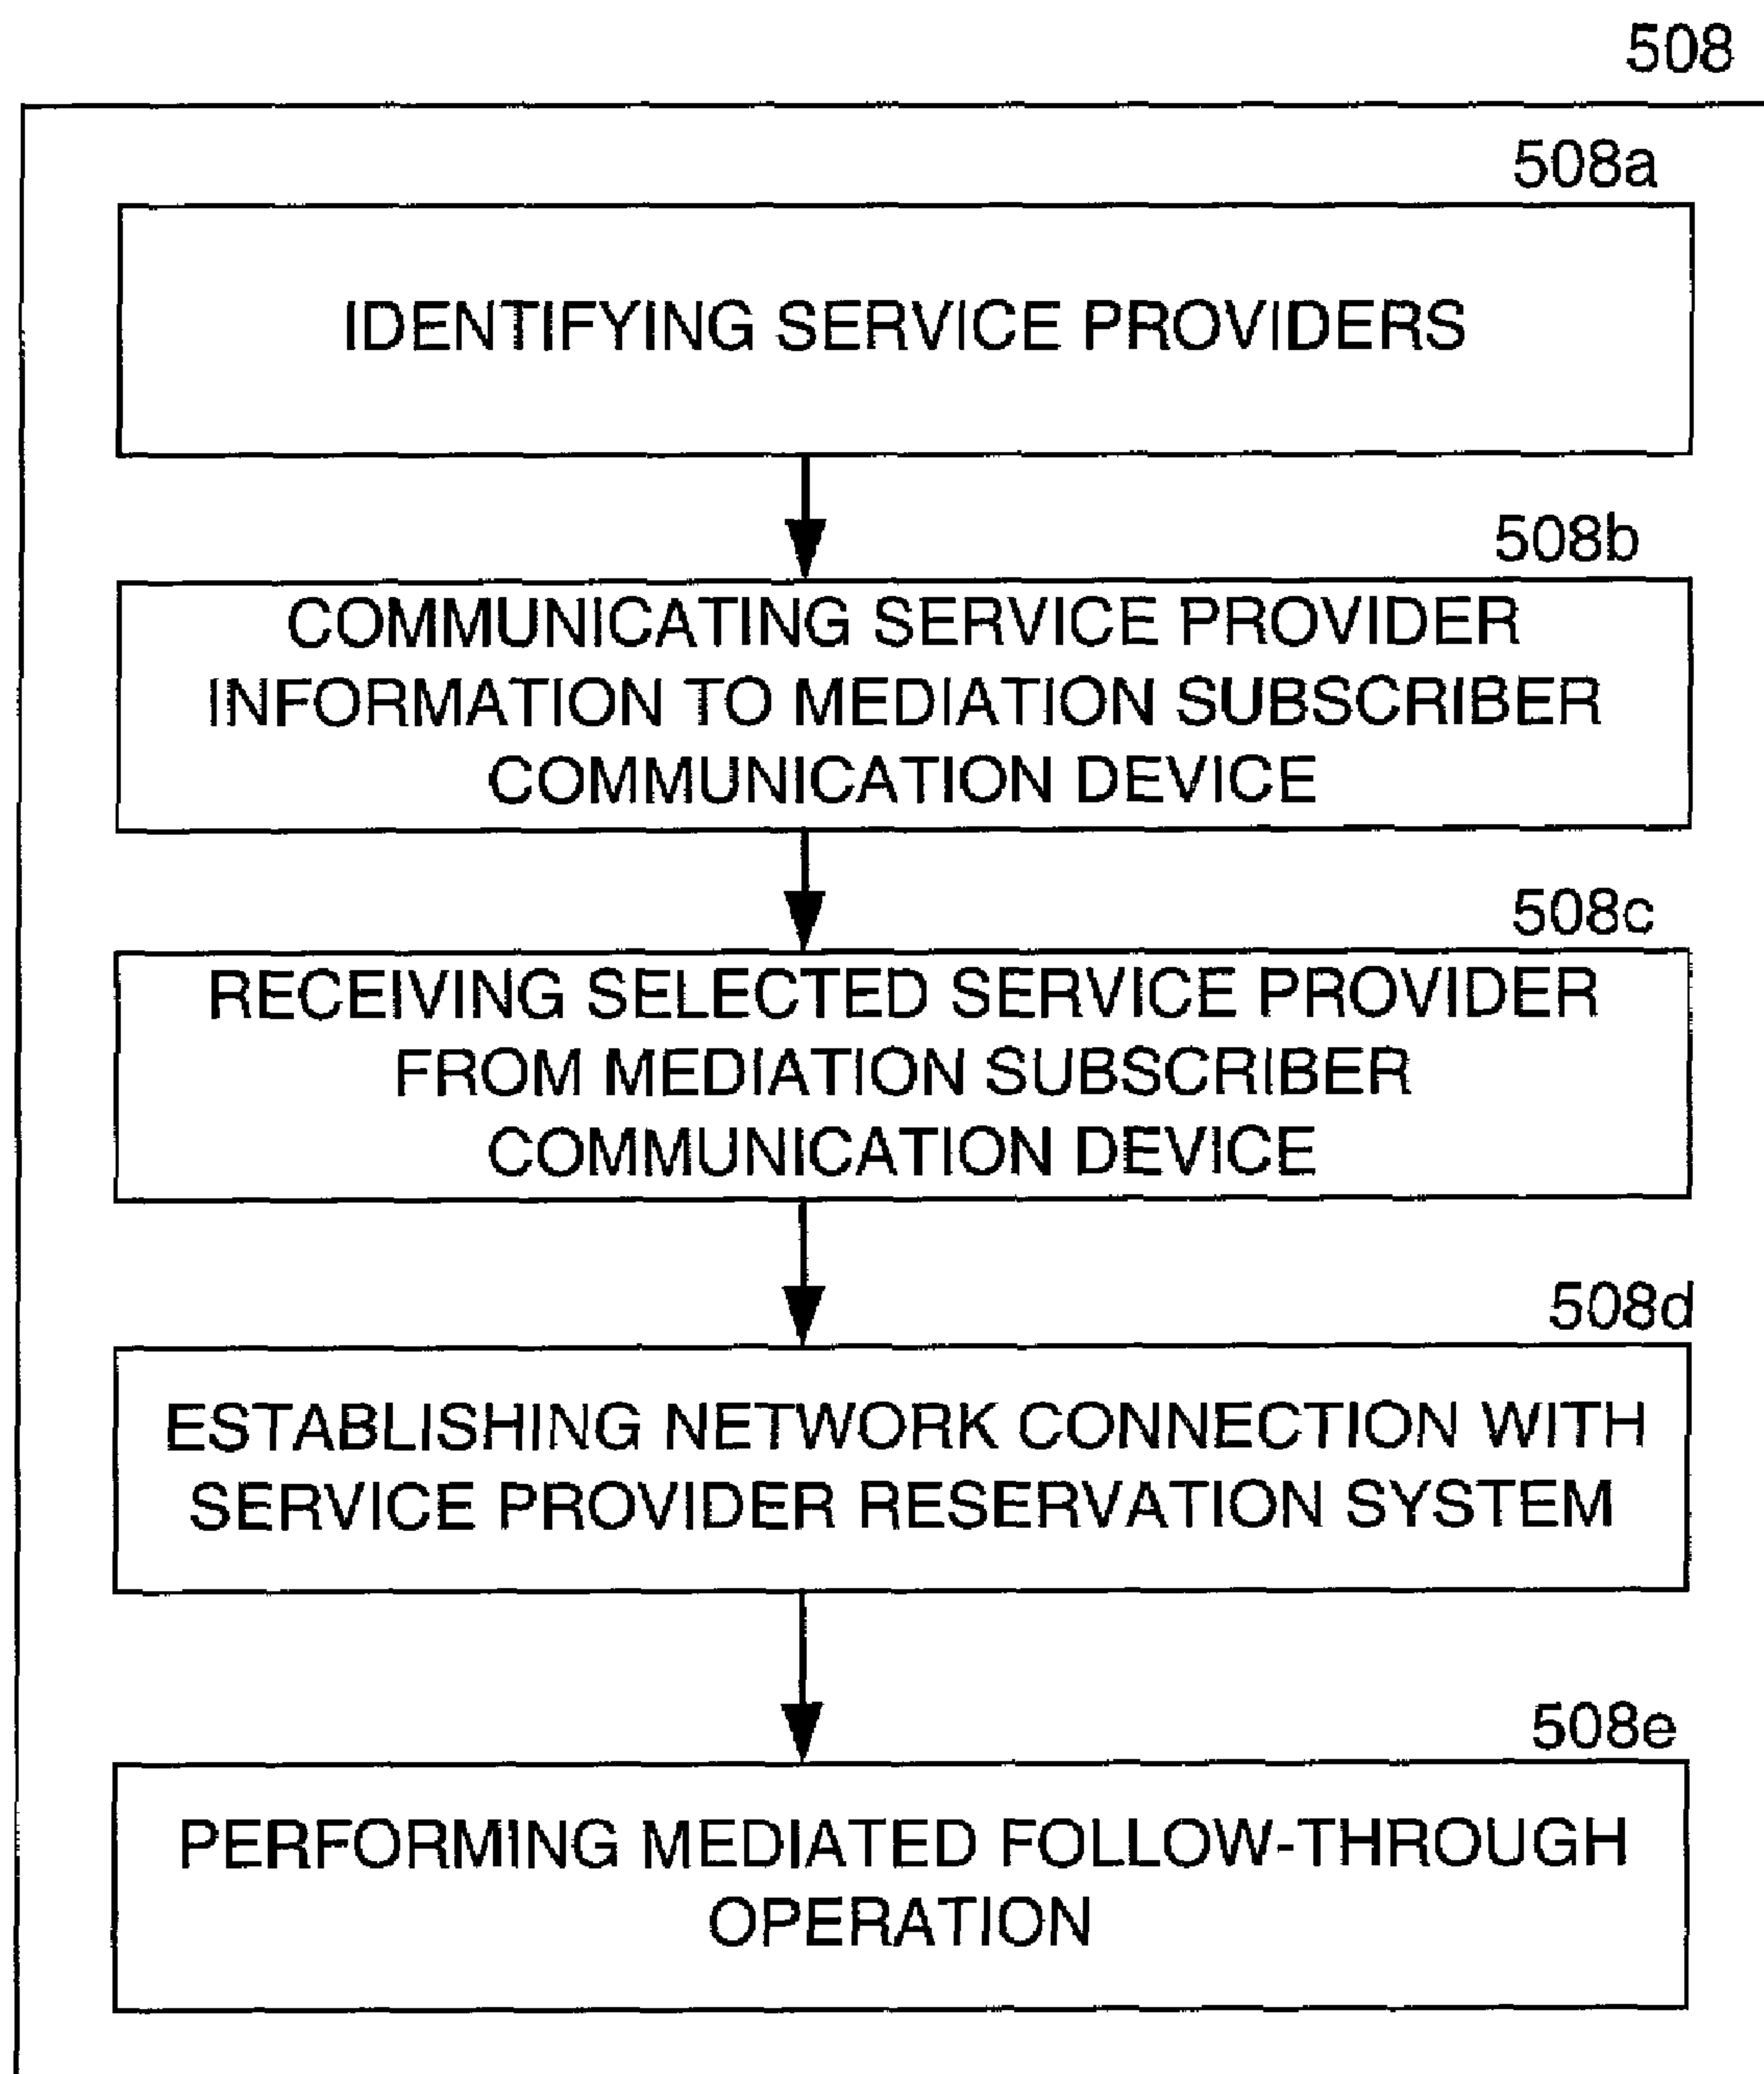 508
508a
IDENTIFYING SERVICE PROVIDERS
508b
COMMUNICATING SERVICE PROVIDER
INFORMATION TO MEDIATION SUBSCRIBER
COMMUNICATION DEVICE
508c
RECEIVING SELECTED SERVICE PROVIDER
FROM MEDIATION SUBSCRIBER
COMMUNICATION DEVICE
508d
ESTABLISHING NETWORK CONNECTION WITH
SERVICE PROVIDER RESERVATION SYSTEM
508e
PERFORMING MEDIATED FOLLOW-THROUGH
OPERATION